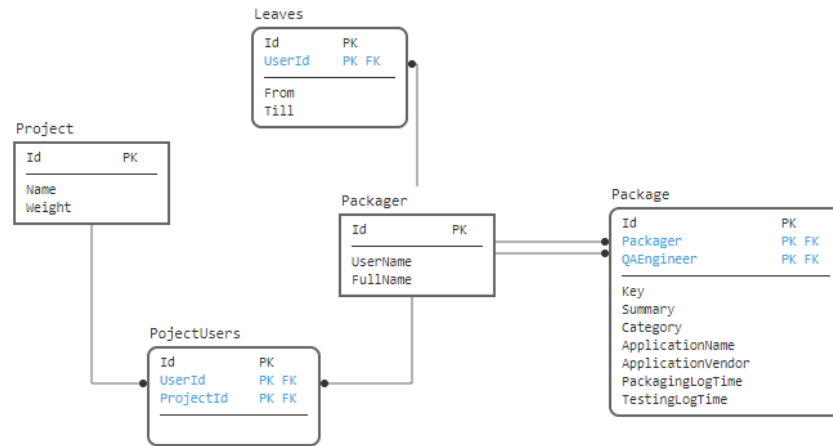 Leaves
Id PK
UserId PK FK
From
Till
Project
Id PK
Name
Weight
Packager
Id PK
UserName
FullName
Package
Id PK
Packager PK FK
QAEngineer PK FK
Key
Summary
Category
ApplicationName
ApplicationVendor
PackagingLogTime
TestingLogTime
PojectUsers
Id PK
UserId PK FK
ProjectId PK FK